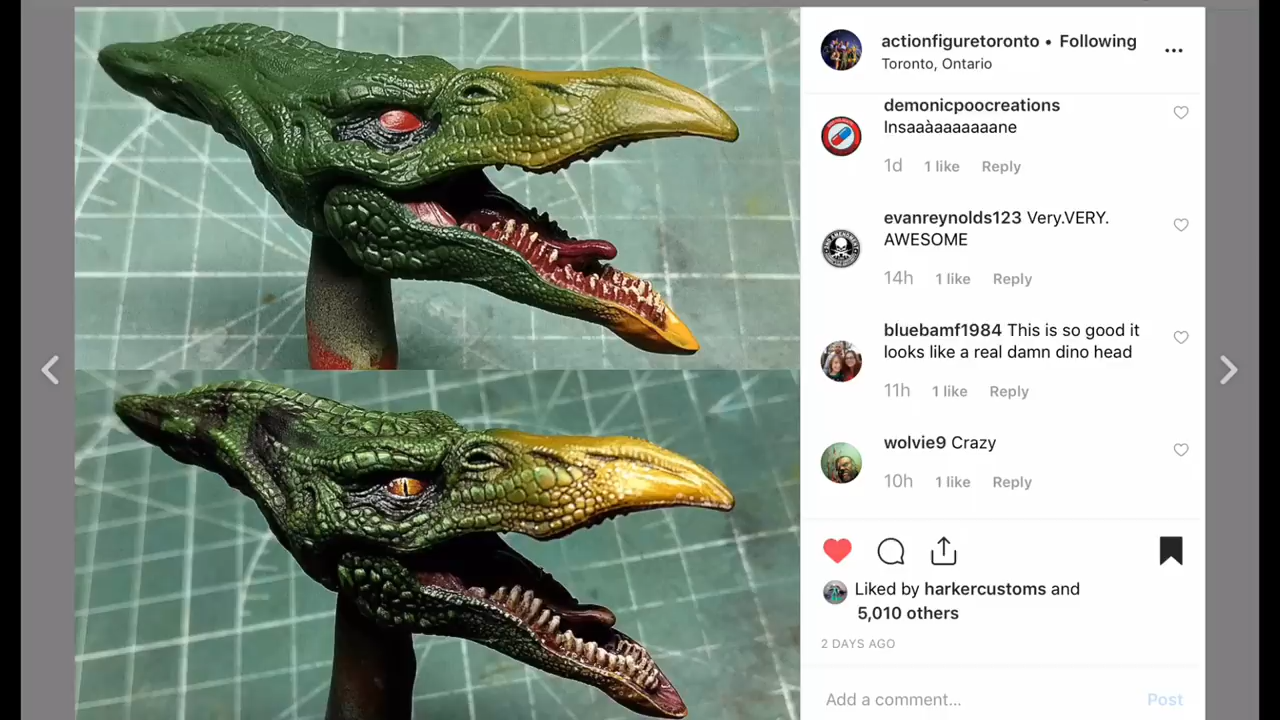 actionfiguretoronto • Following
Toronto, Ontario
demonicpoocreations
Insaaàaaaaaaane
1d 1 like Reply
evanreynolds123 Very.VERY.
AWESOME
14h 1 like Reply
bluebamf1984 This is so good it
looks like a real damn dino head
11h 1 like Reply
wolvie9 Crazy
10h 1 like Reply
Liked by harkercustoms and
5,010 others
2 DAYS AGO
Add a comment... Post